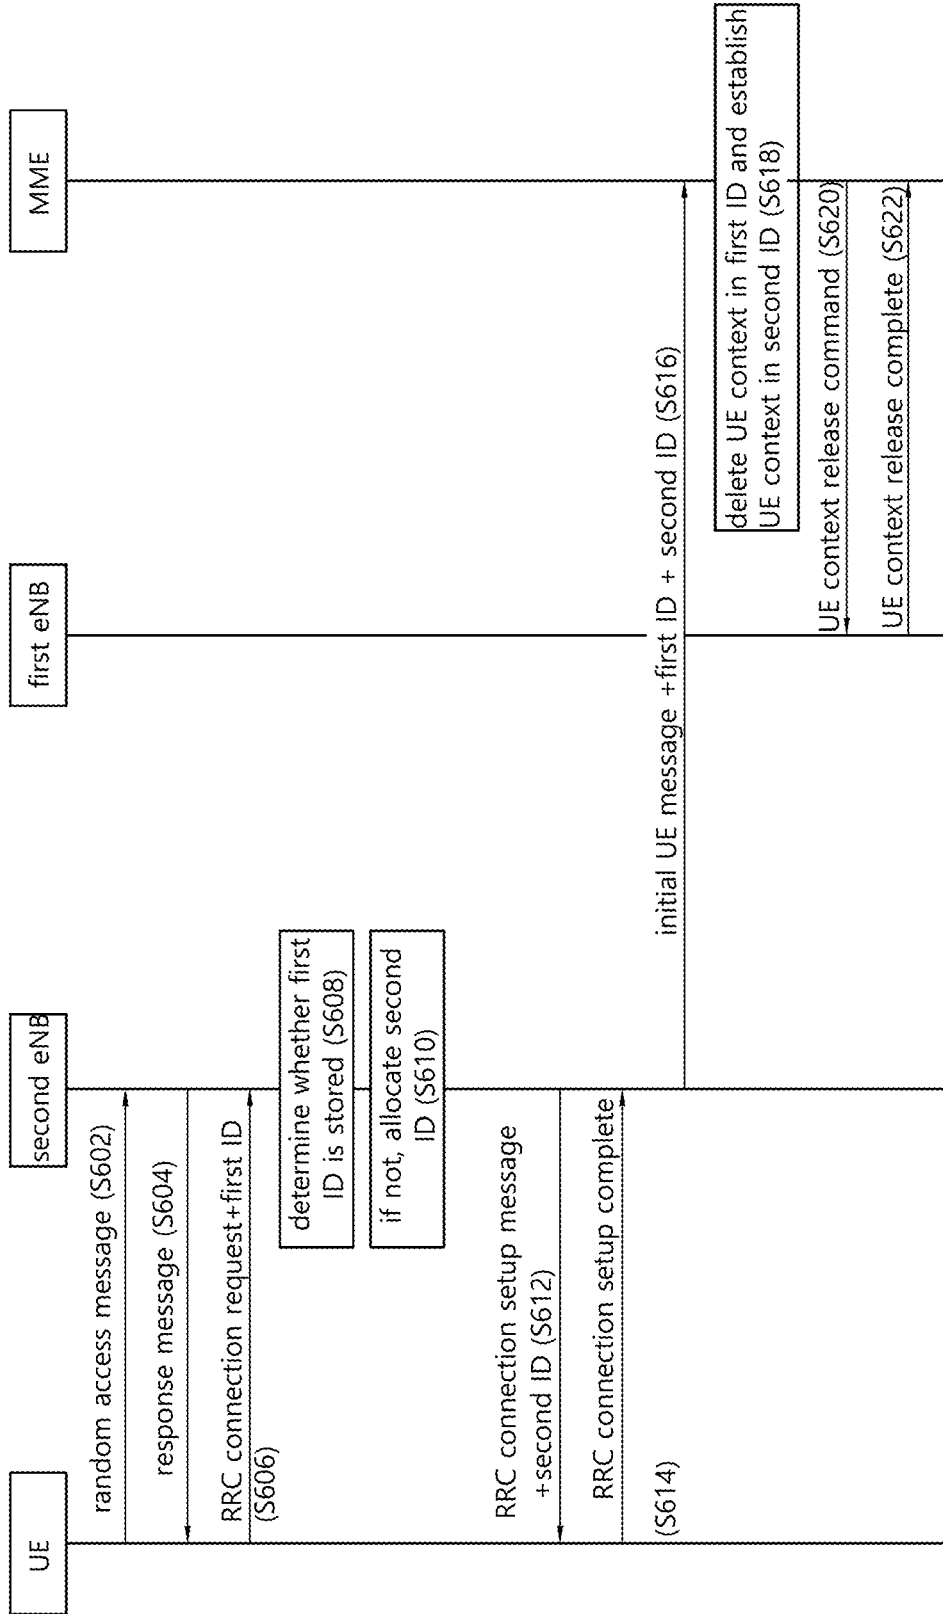 UE
second eNB
first eNB
MME
random access message (S602)
response message (S604)
RRC connection request+first ID
(S606)
determine whether first
ID is stored (S608)
if not, allocate second
ID (S610)
RRC connection setup message
+second ID (S612)
RRC connection setup complete
(S614)
initial UE message +first ID + second ID (S616)
delete UE context in first ID and establish
UE context in second ID (S618)
UE context release command (S620)
UE context release complete (S622)